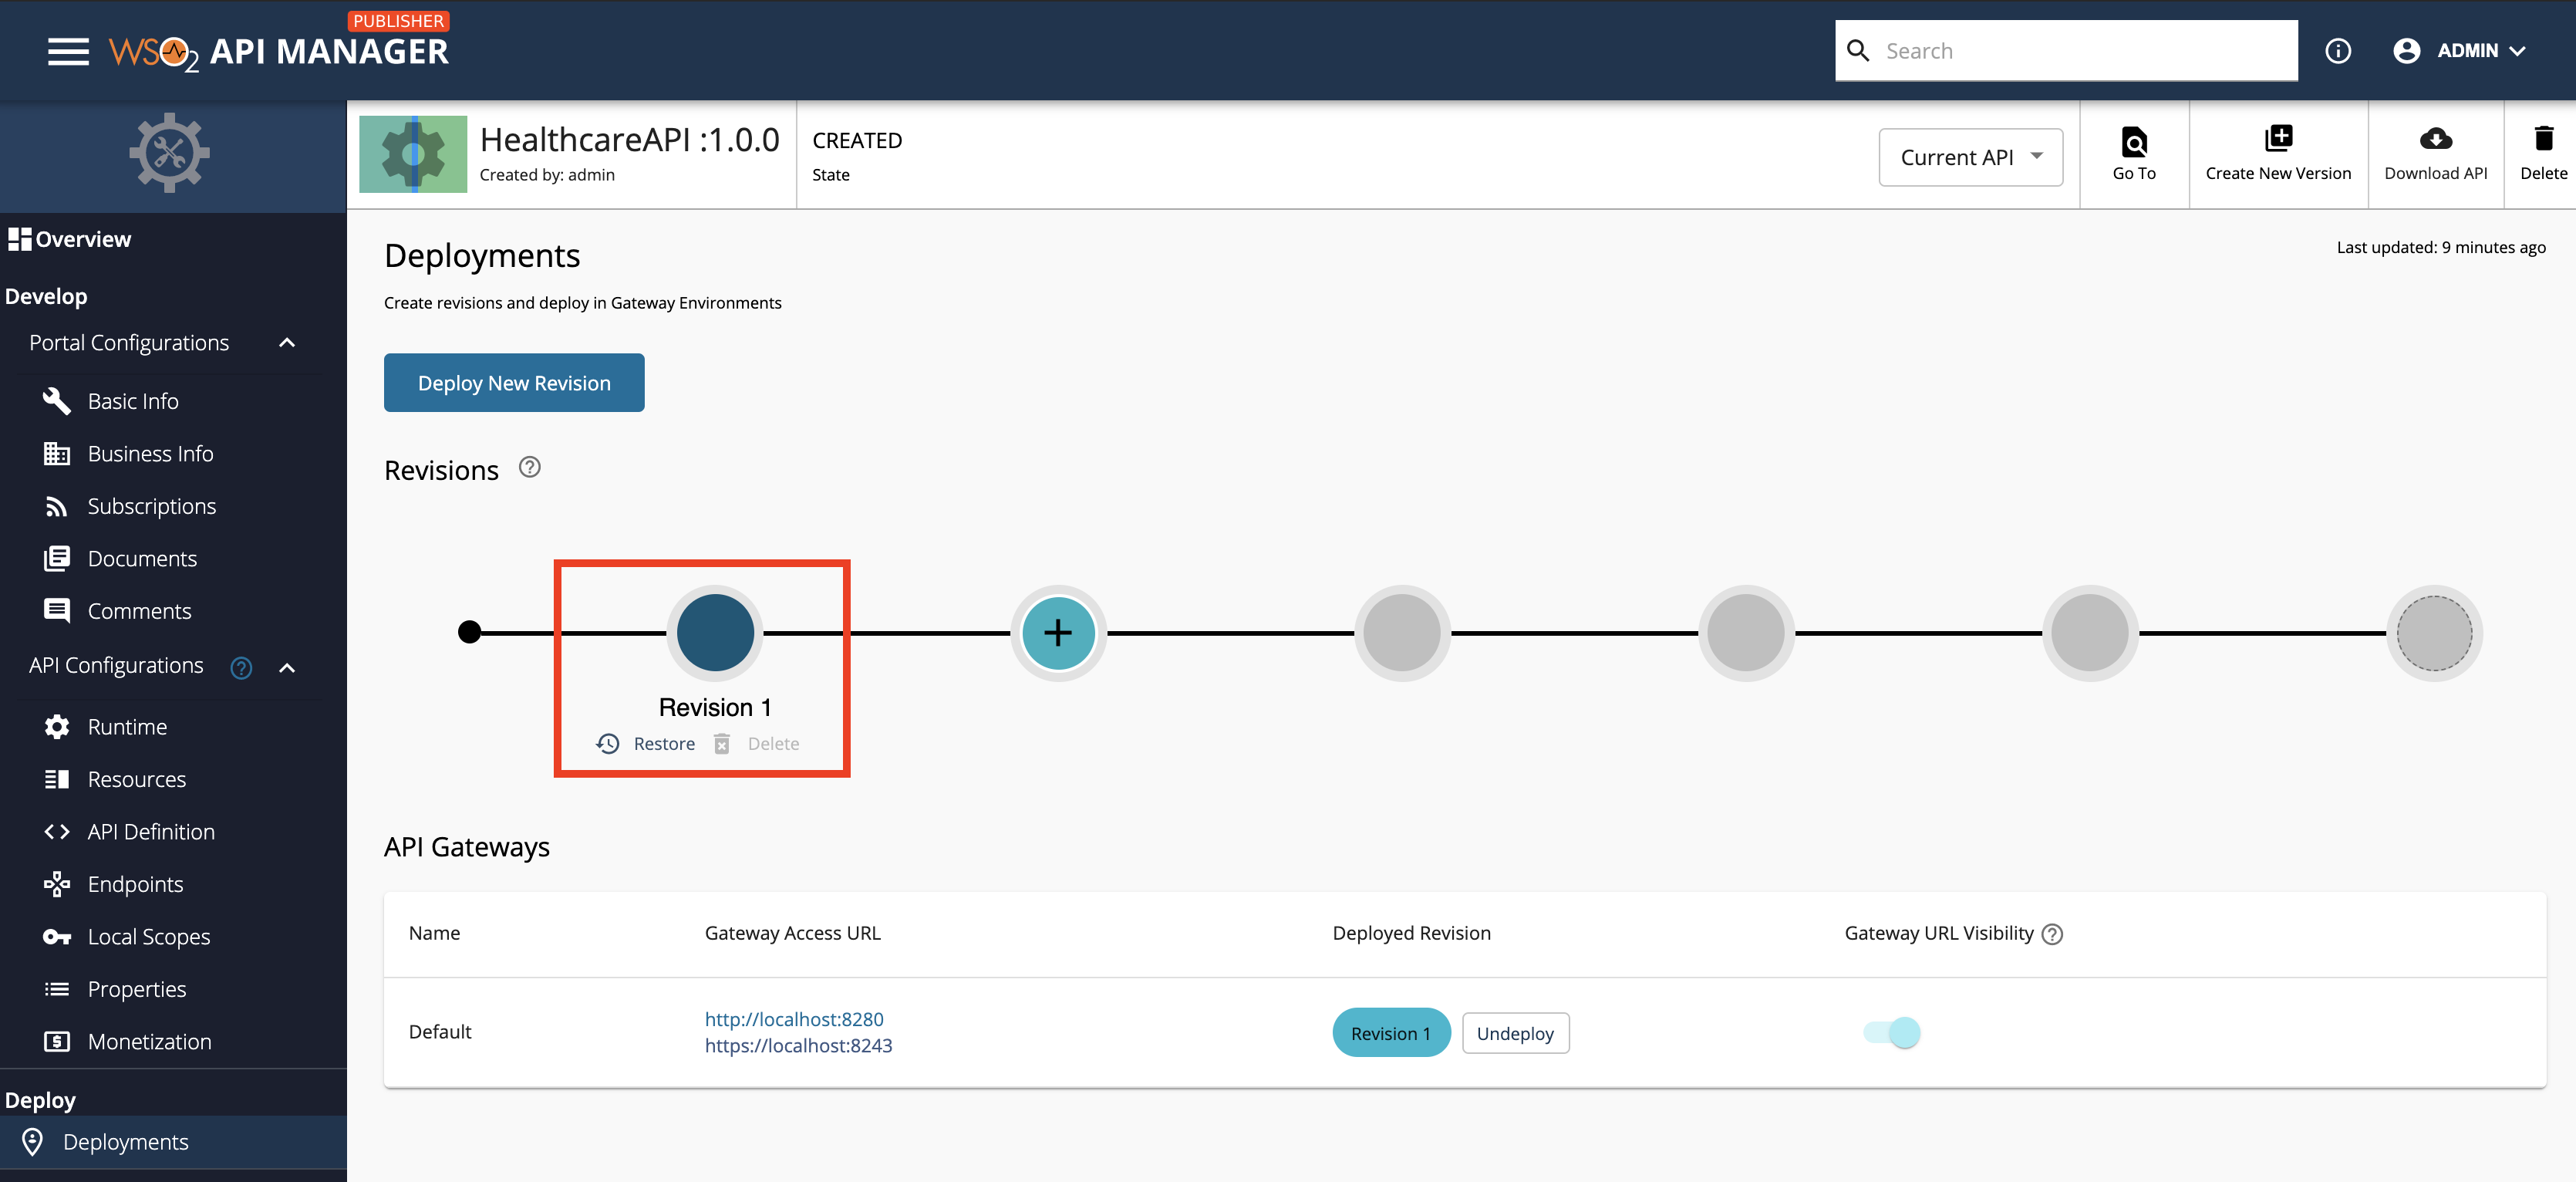 PUBLISHER
WSO2 API MANAGER
Search
ADMIN
HealthcareAPI :1.0.0
Created by: admin
CREATED
State
Current API
Go To
Create New Version
Download API
Delete
Overview
Develop
Portal Configurations
Basic Info
Business Info
Subscriptions
Documents
Comments
API Configurations
Runtime
Resources
API Definition
Endpoints
Local Scopes
Properties
Monetization
Deploy
Deployments
Deployments
Last updated: 9 minutes ago
Create revisions and deploy in Gateway Environments
Deploy New Revision
Revisions
Revision 1
Restore Delete
API Gateways
Name Gateway Access URL Deployed Revision Gateway URL Visibility
Default
http://localhost:8280
https://localhost:8243
Revision 1
Undeploy